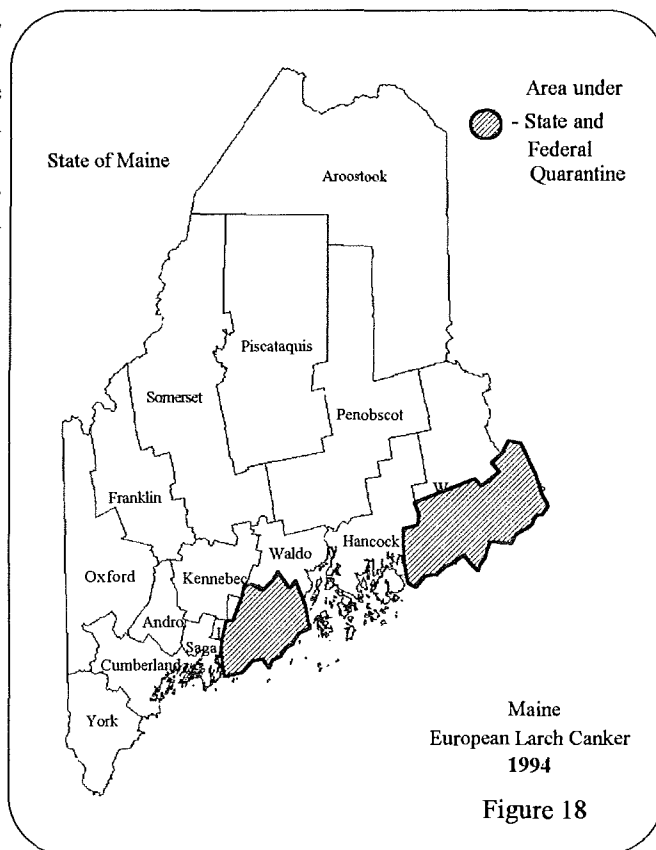 Area under
- State and
Federal
Quarantine
State of Maine
Aroostook
Piscataquis
Somerset
Penobscot
Franklin
W
Hancock
Waldo
Oxford
Kennebec
Andro
Saga
L
Cumberland
York
Maine
European Larch Canker
1994
Figure 18